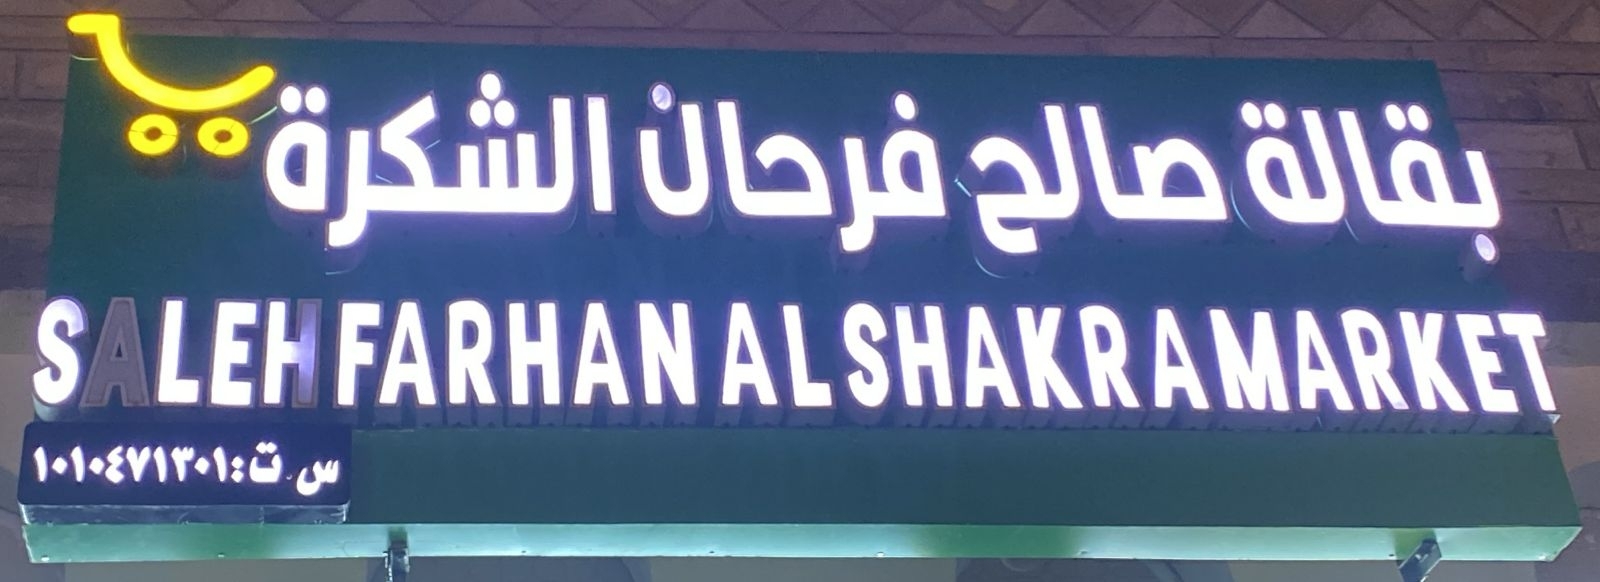 بقالة صالح فرحان الشكرة
SALEH FARHAN AL SHAKRA MARKET
س.ت: ١٠١٠٤٧١٣٠١